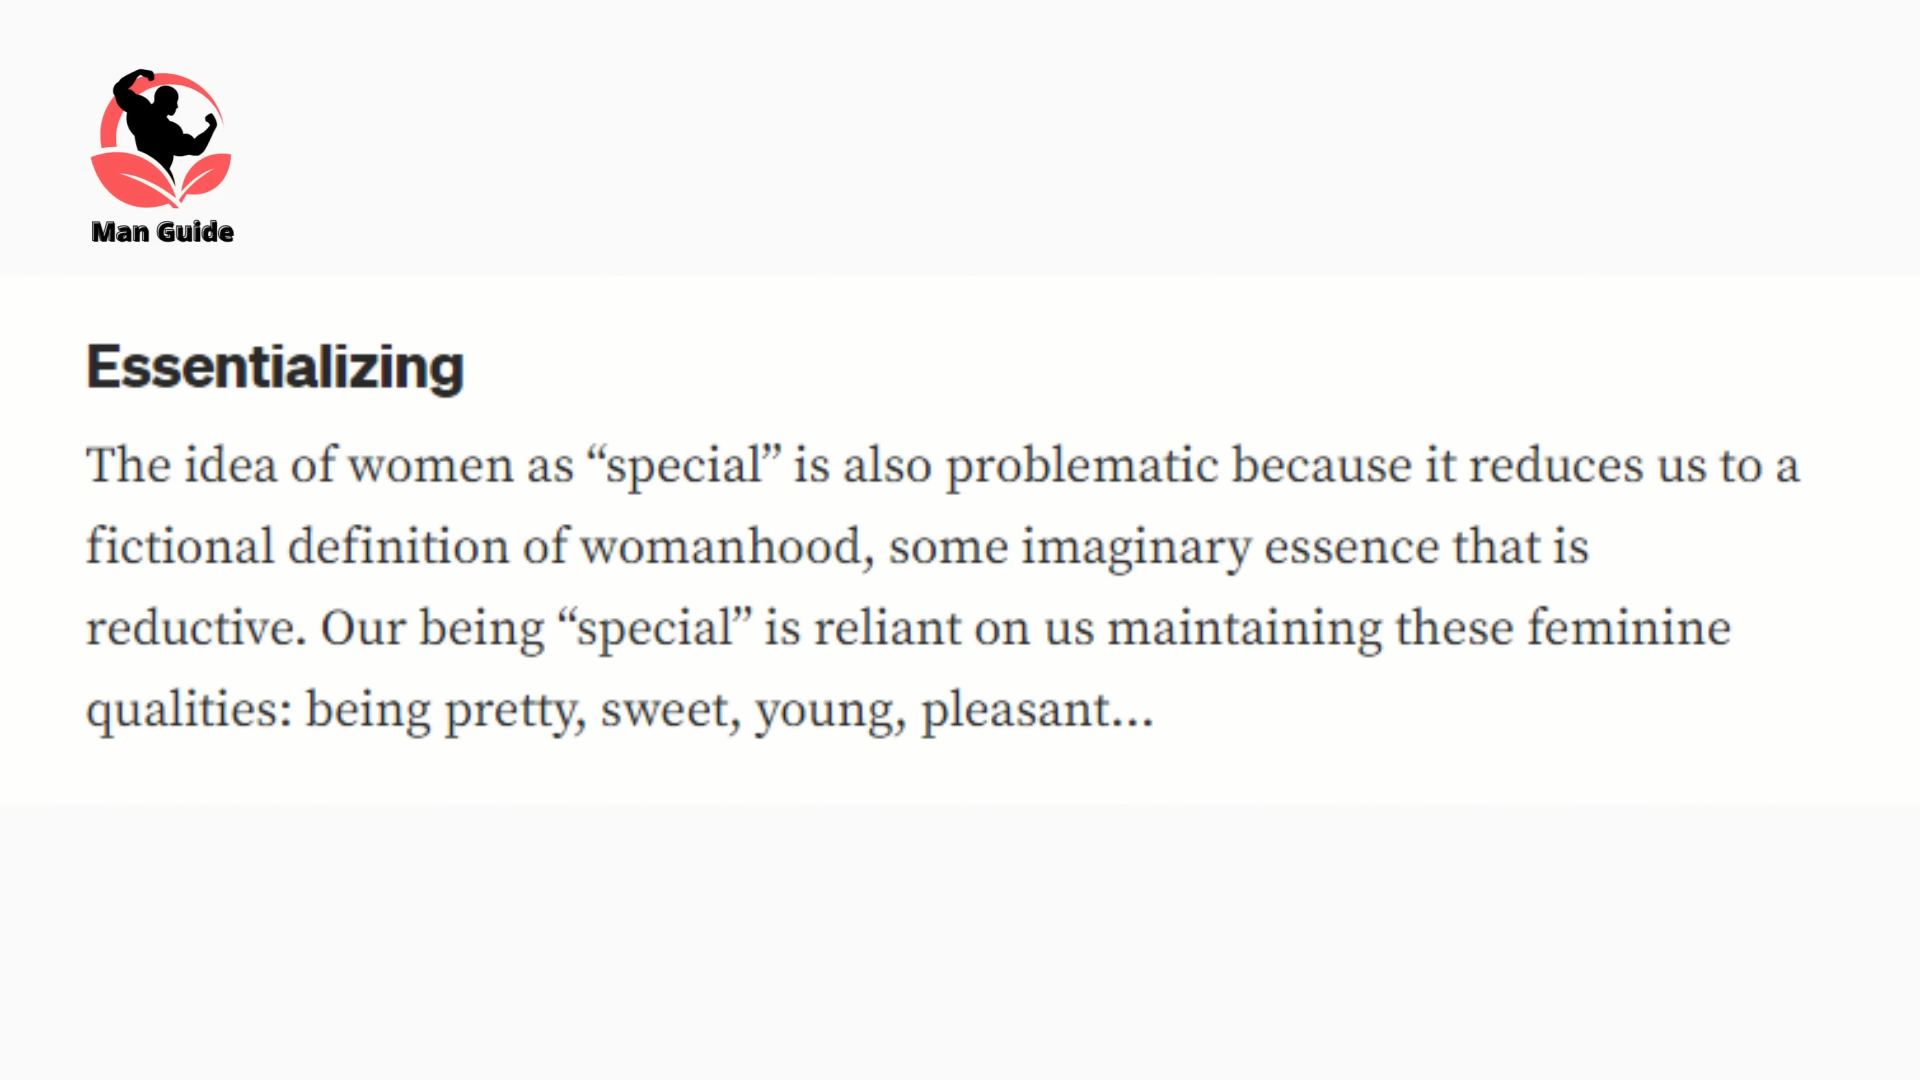 Man Guide
Essentializing
The idea of women as “special” is also problematic because it reduces us to a
fictional definition of womanhood, some imaginary essence that is
reductive. Our being “special” is reliant on us maintaining these feminine
qualities: being pretty, sweet, young, pleasant…